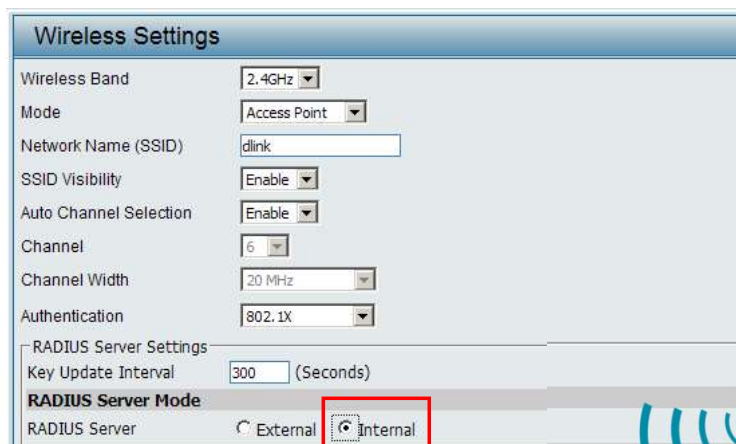 Wireless Settings
Wireless Band 2.4GHz
Mode Access Point
Network Name (SSID) dlink
SSID Visibility Enable
Auto Channel Selection Enable
Channel 6
Channel Width 20 MHz
Authentication 802.1X
RADIUS Server Settings
Key Update Interval 300 (Seconds)
RADIUS Server Mode
RADIUS Server External Internal